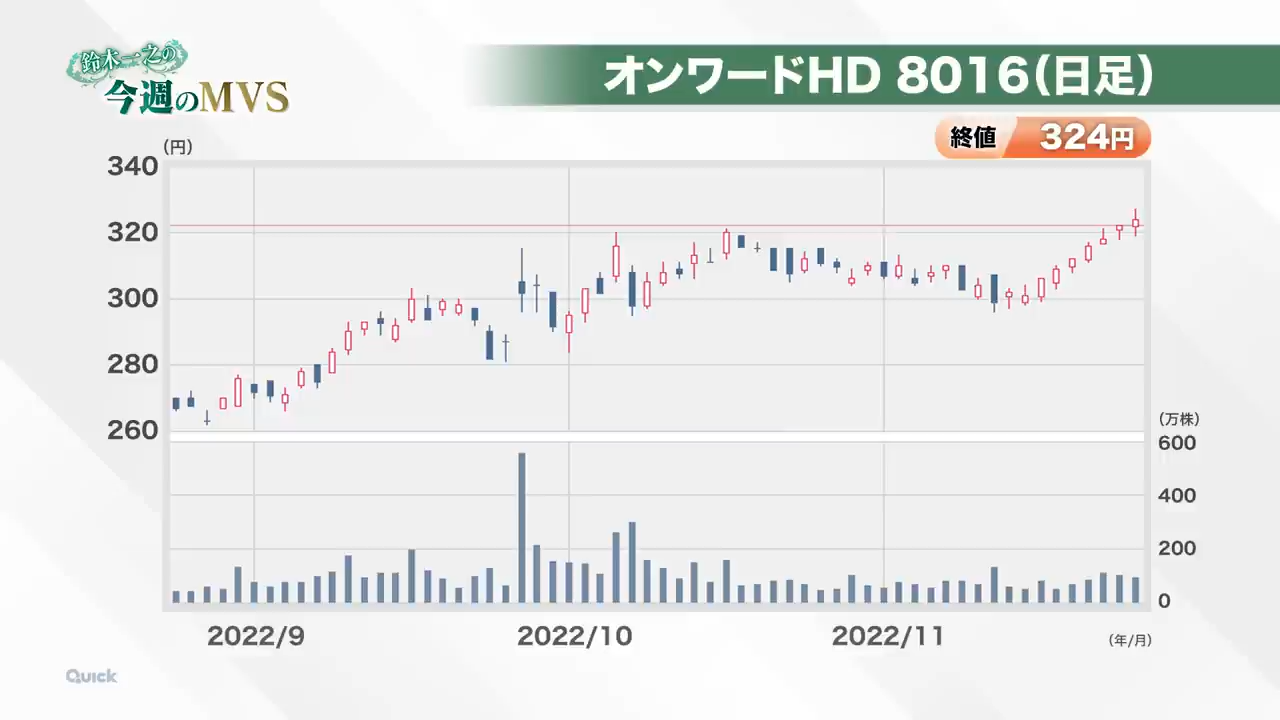 鈴木一之の
今週のMVS
オンワードHD 8016(日足)
終値 324円
(円)
340
320
300
280
260
(万株)
600
400
200
0
2022/9 2022/10 2022/11 (年/月)
Quick